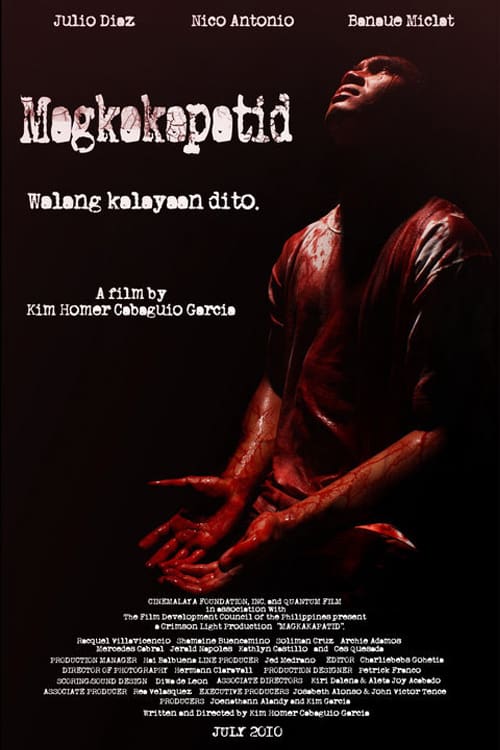 Julio Diaz Nico Antonio Banaue Miclat
Magkakapatid
Walang kalayaan dito.
A film by
Kim Homer Cabaguio Garcia
CINEMALAYA FOUNDATION, INC. and QUANTUM FILM
in association with
The Film Development Council of the Philippines present
a Crimson Light Production "MAGKAKAPATID".
Racquel Villavicencio Shamaine Buencamino Soliman Cruz Archie Adamos
Mercedes Cabral Jerald Napoles Kathlyn Castillo and Ces Quesada
PRODUCTION MANAGER Hai Balbuena LINE PRODUCER Jed Medrano EDITOR Charliebebs Gohetia
DIRECTOR OF PHOTOGRAPHY Hermann Claravall PRODUCTION DESIGNER Petrick Franco
SCORING/SOUND DESIGN Diwa de Leon ASSOCIATE DIRECTORS Kiri Dalena & Aleta Joy Acabado
ASSOCIATE PRODUCER Rea Velasquez EXECUTIVE PRODUCERS Josabeth Alonso & John Victor Tence
PRODUCERS Joenathann Alandy and Kim Garcia
Written and Directed by Kim Homer Cabaguio Garcia
JULY 2010